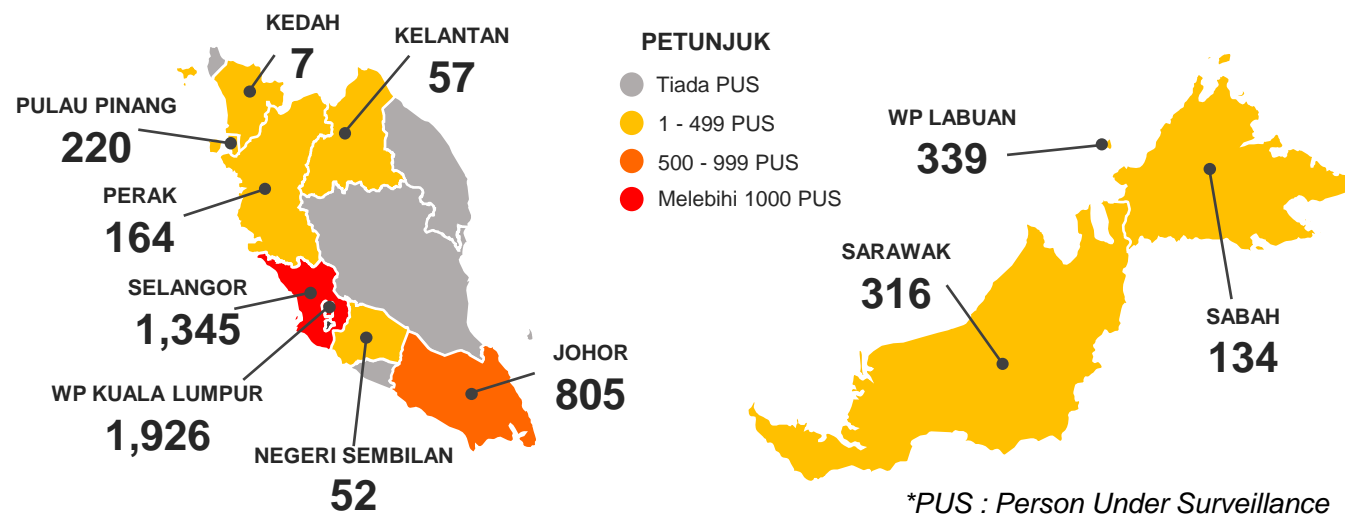 KEDAH
7
KELANTAN
57
PULAU PINANG
220
PERAK
164
SELANGOR
1,345
WP KUALA LUMPUR
1,926
NEGERI SEMBILAN
52
JOHOR
805
PETUNJUK
Tiada PUS
1 - 499 PUS
500 - 999 PUS
Melebihi 1000 PUS
WP LABUAN
339
SARAWAK
316
SABAH
134
*PUS : Person Under Surveillance